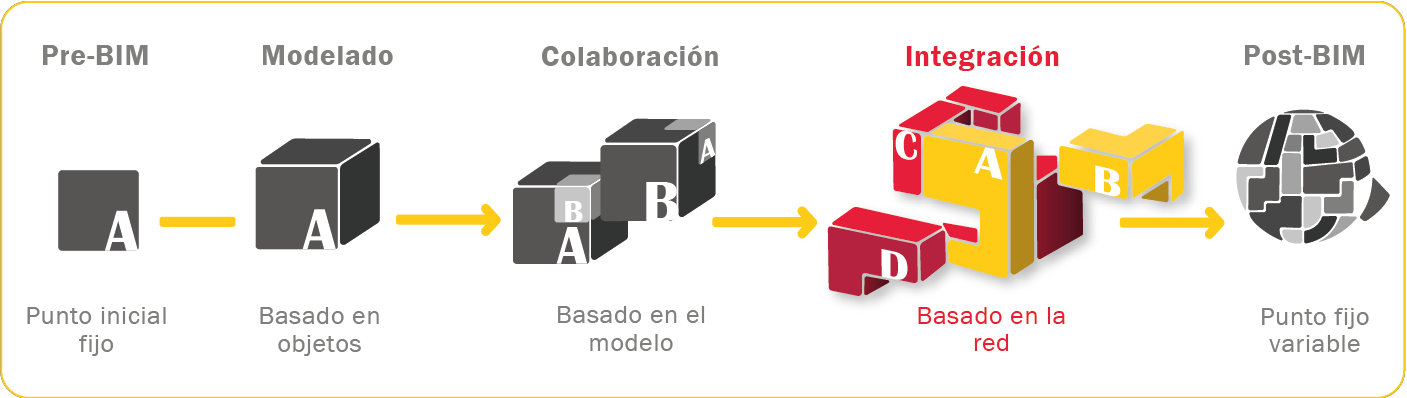 Pre-BIM
Modelado
Colaboración
Integración
Post-BIM
A
A
B
A
A
B
C
A
B
D
Punto inicial
fijo
Basado en
objetos
Basado en el
modelo
Basado en la
red
Punto fijo
variable